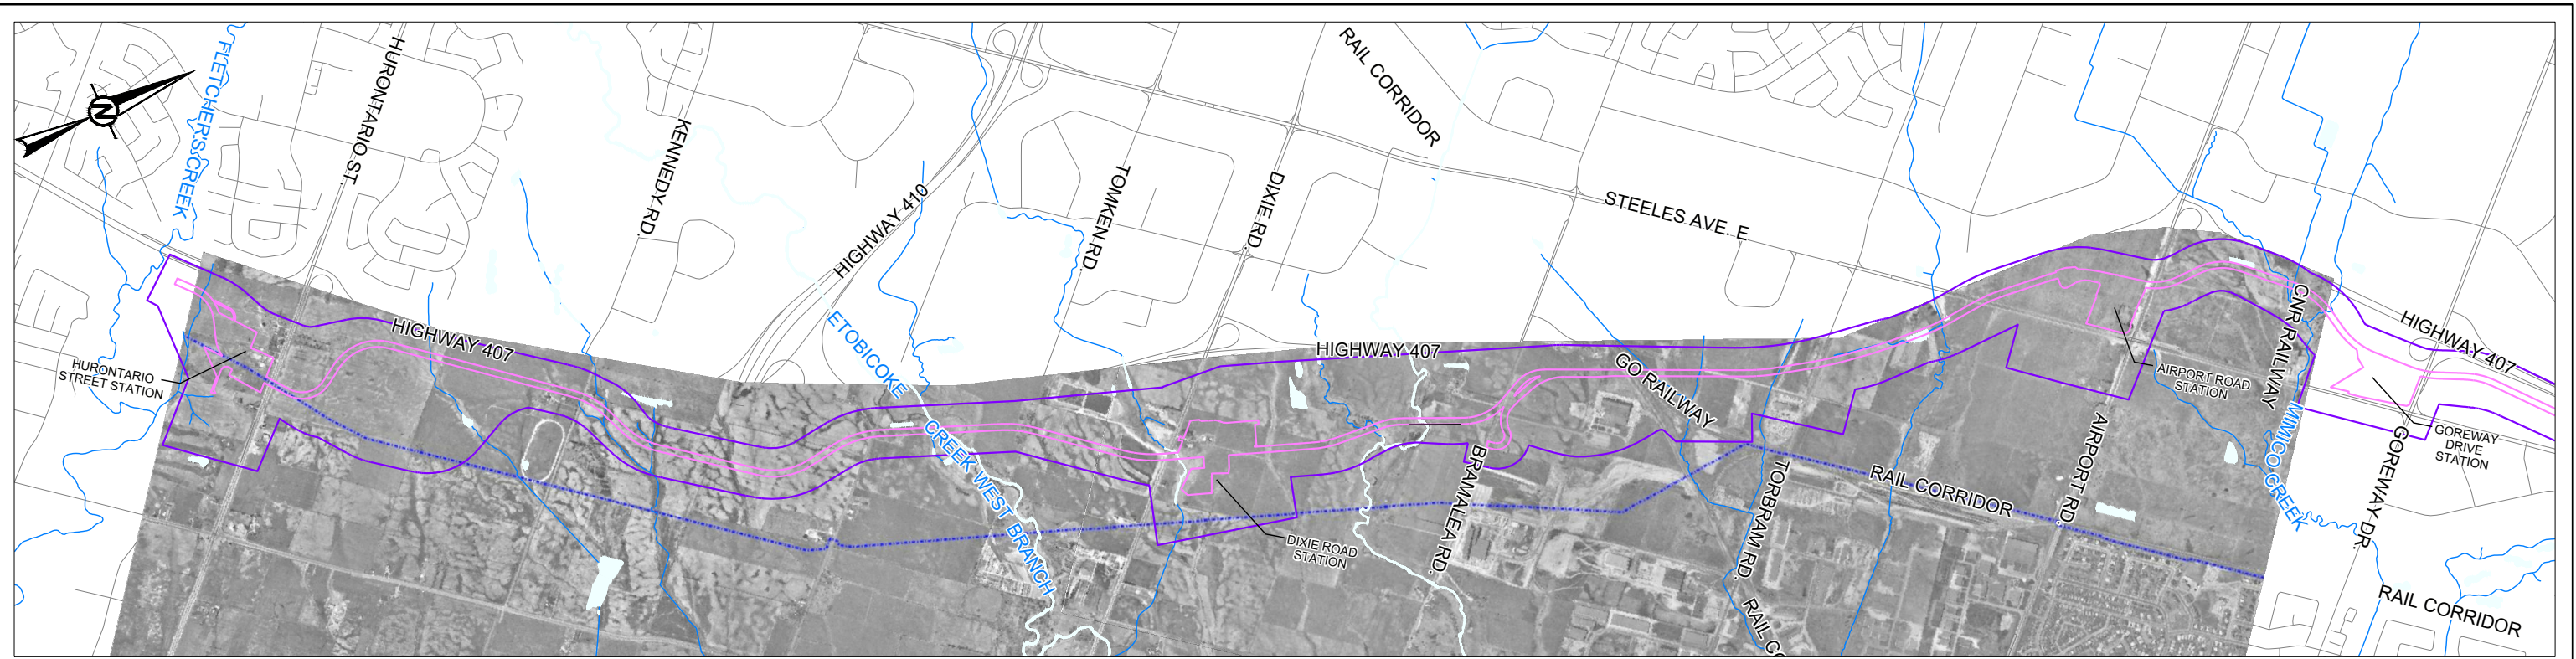 FLETCHER'S CREEK
HURONTARIO ST.
KENNEDY RD.
HIGHWAY 410
TOMKEN RD.
DIXIE RD.
RAIL CORRIDOR
STEELES AVE. E
N
HIGHWAY 407
HURONTARIO
STREET STATION
ETOBICOKE
CREEK WEST BRANCH
HIGHWAY 407
DIXIE ROAD
STATION
BRAMALEA RD.
GO RAILWAY
TORBRAM RD.
RAIL CO
RAIL CORRIDOR
AIRPORT RD.
AIRPORT ROAD
STATION
CNR RAILWAY
MIMICO CREEK
HIGHWAY 407
GOREWAY
DRIVE
STATION
GOREWAY DR.
RAIL CORRIDOR